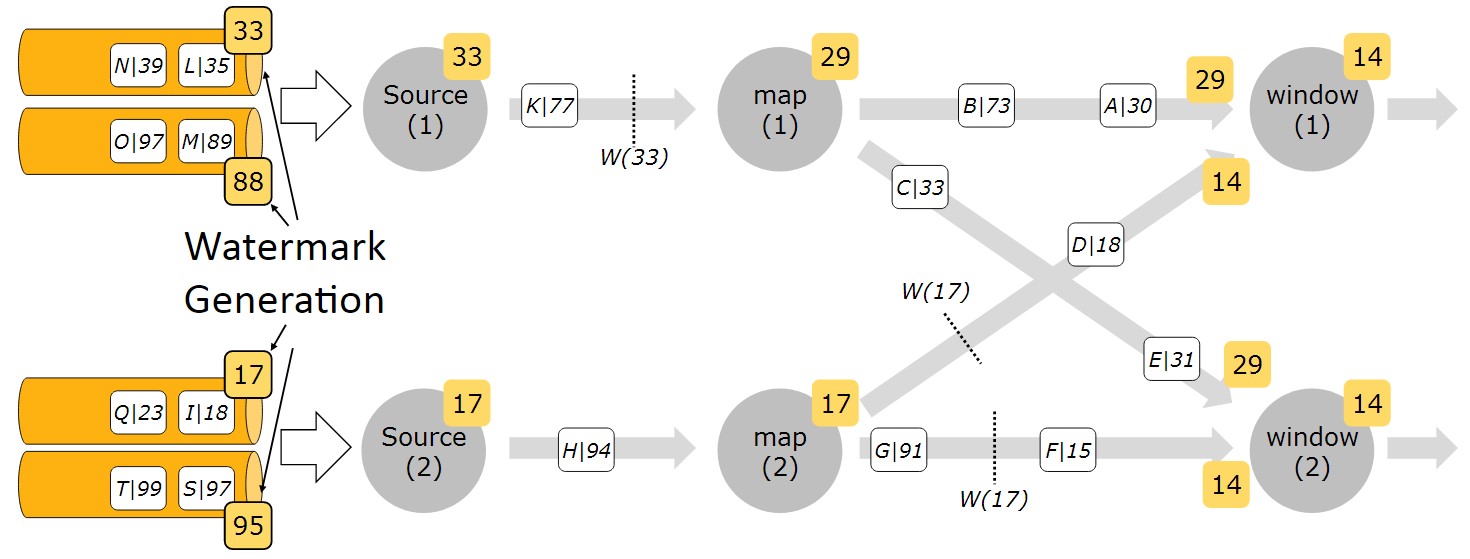 33
N|39 L|35
O|97 M|89
88
Source
(1)
33
K|77
W(33)
map
(1)
29
B|73 A|30
29
window
(1)
14
C|33
14
D|18
W(17)
E|31
29
Watermark
Generation
17
Q|23 I|18
T|99 S|97
95
Source
(2)
17
H|94
map
(2)
17
G|91 F|15
W(17)
14
window
(2)
14